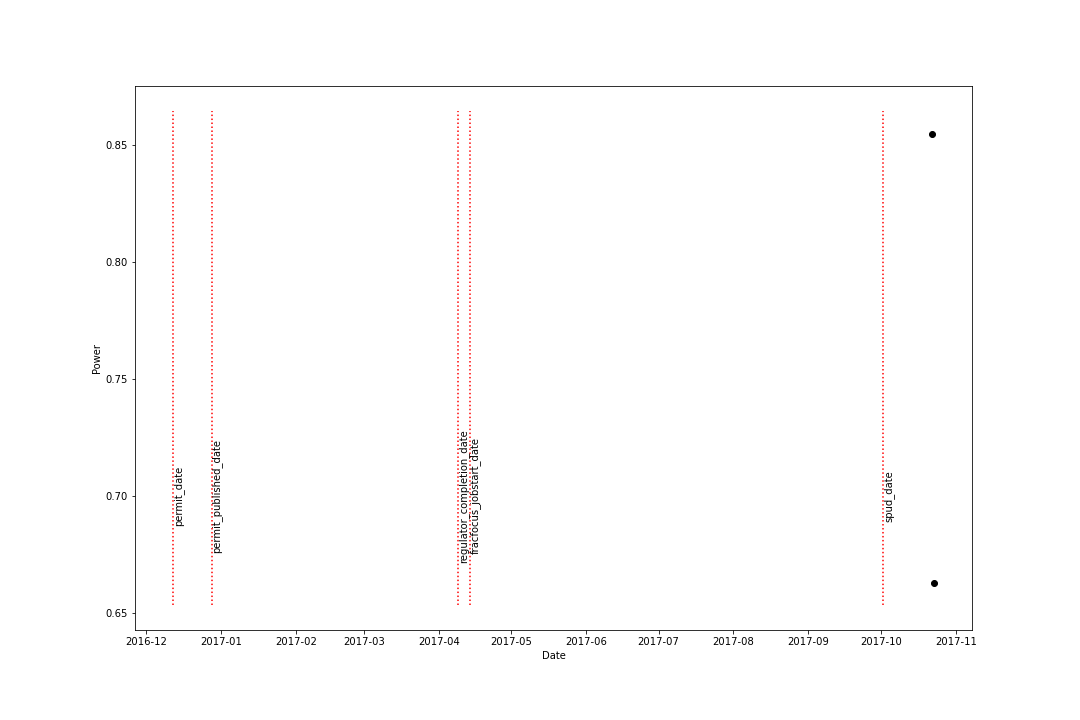 0.85
0.80
0.75
0.70
0.65
Power
permit_date
permit_published_date
regulator_completion_date
fracfocus_jobstart_date
spud_date
2016-12
2017-01
2017-02
2017-03
2017-04
2017-05
2017-06
2017-07
2017-08
2017-09
2017-10
2017-11
Date